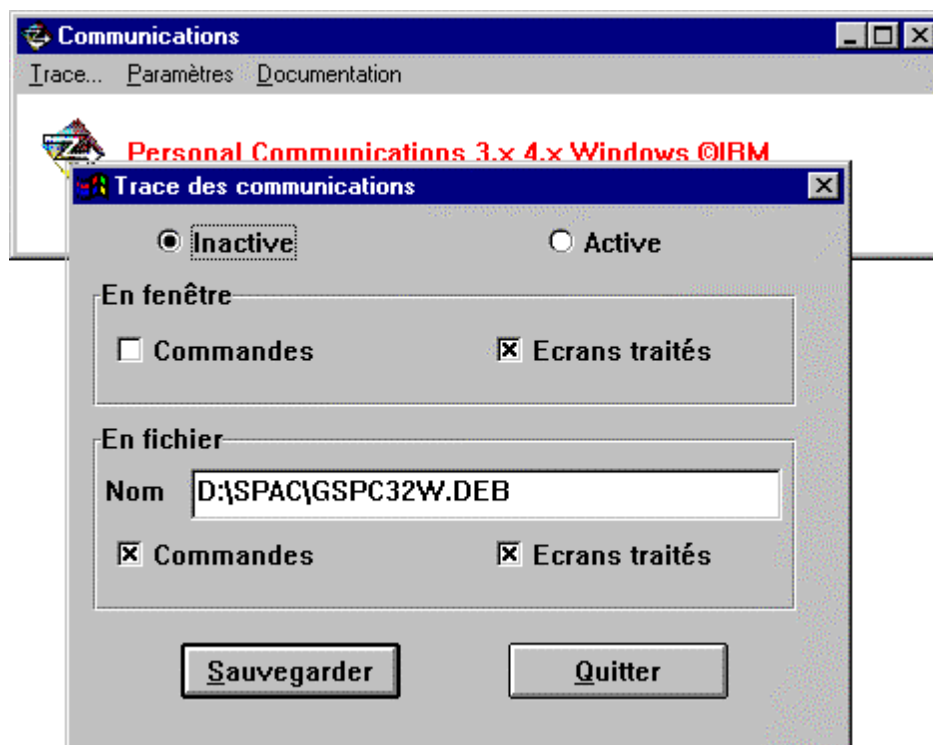 Communications
Trace... Paramètres Documentation
Personal Communications 3.x 4.x Windows ©IBM
Trace des communications
Inactive Active
En fenêtre
Commandes Ecrans traités
En fichier
Nom D:\SPAC\GSPC32W.DEB
Commandes Ecrans traités
Sauvegarder Quitter